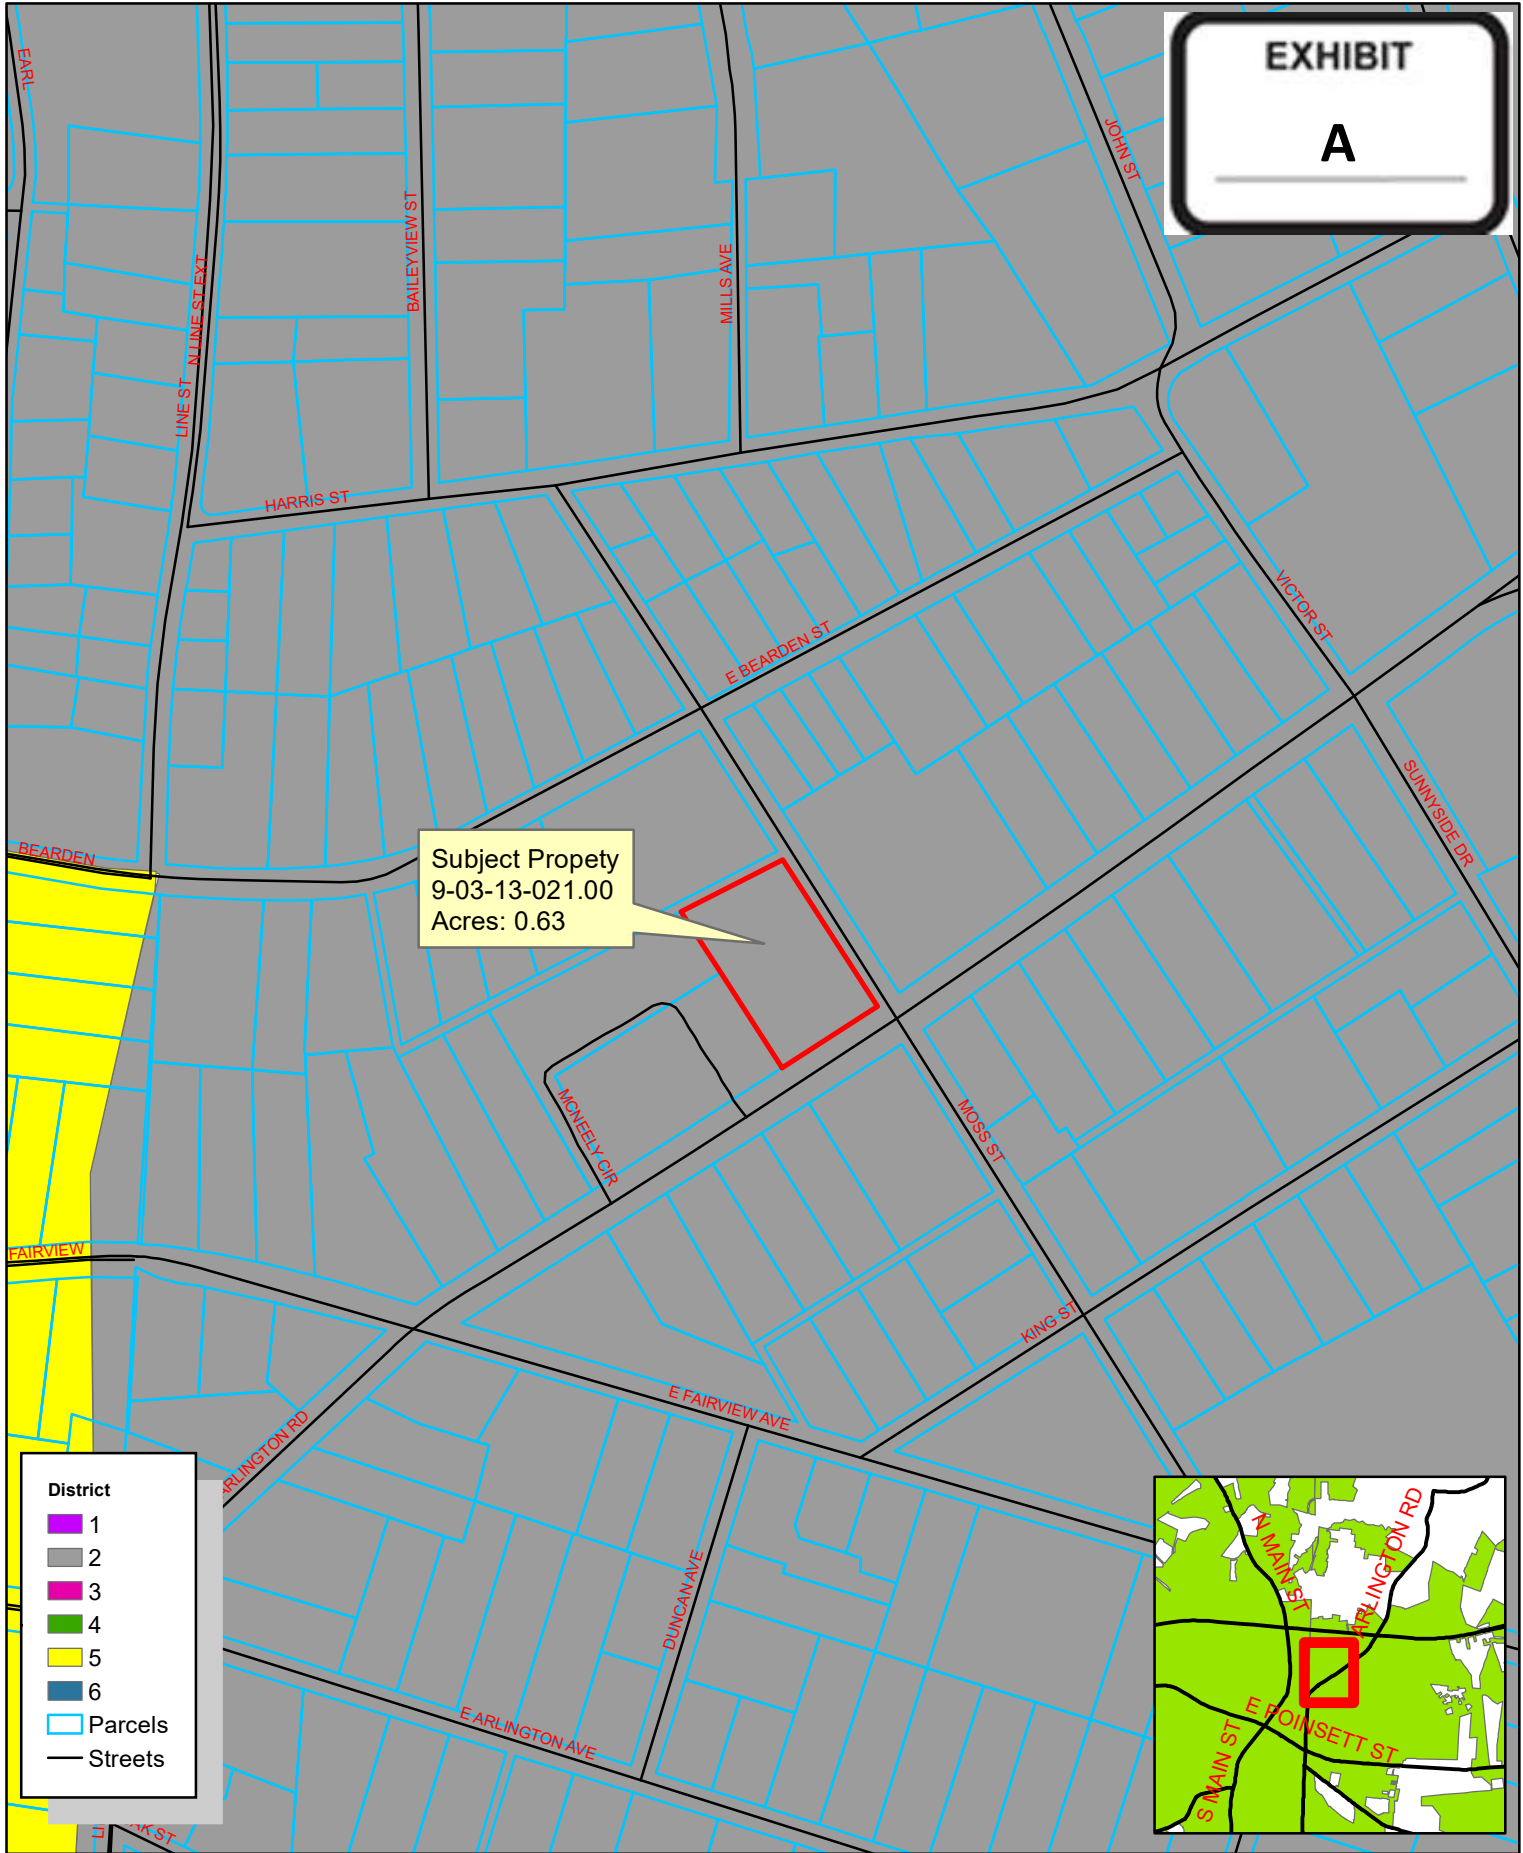 EXHIBIT
A
EARL
JOHN ST
BAILEYVIEW ST
MILLS AVE
N LINE ST EXT
LINE ST
HARRIS ST
VICTOR ST
E BEARDEN ST
SUNNYSIDE DR
BEARDEN
Subject Propety
9-03-13-021.00
Acres: 0.63
MCNEELY CIR
MOSS ST
FAIRVIEW
KING ST
E FAIRVIEW AVE
ARLINGTON RD
DUNCAN AVE
E ARLINGTON AVE
District
1
2
3
4
5
6
Parcels
Streets
N MAIN ST
ARLINGTON RD
E POINSETT ST
S MAIN ST